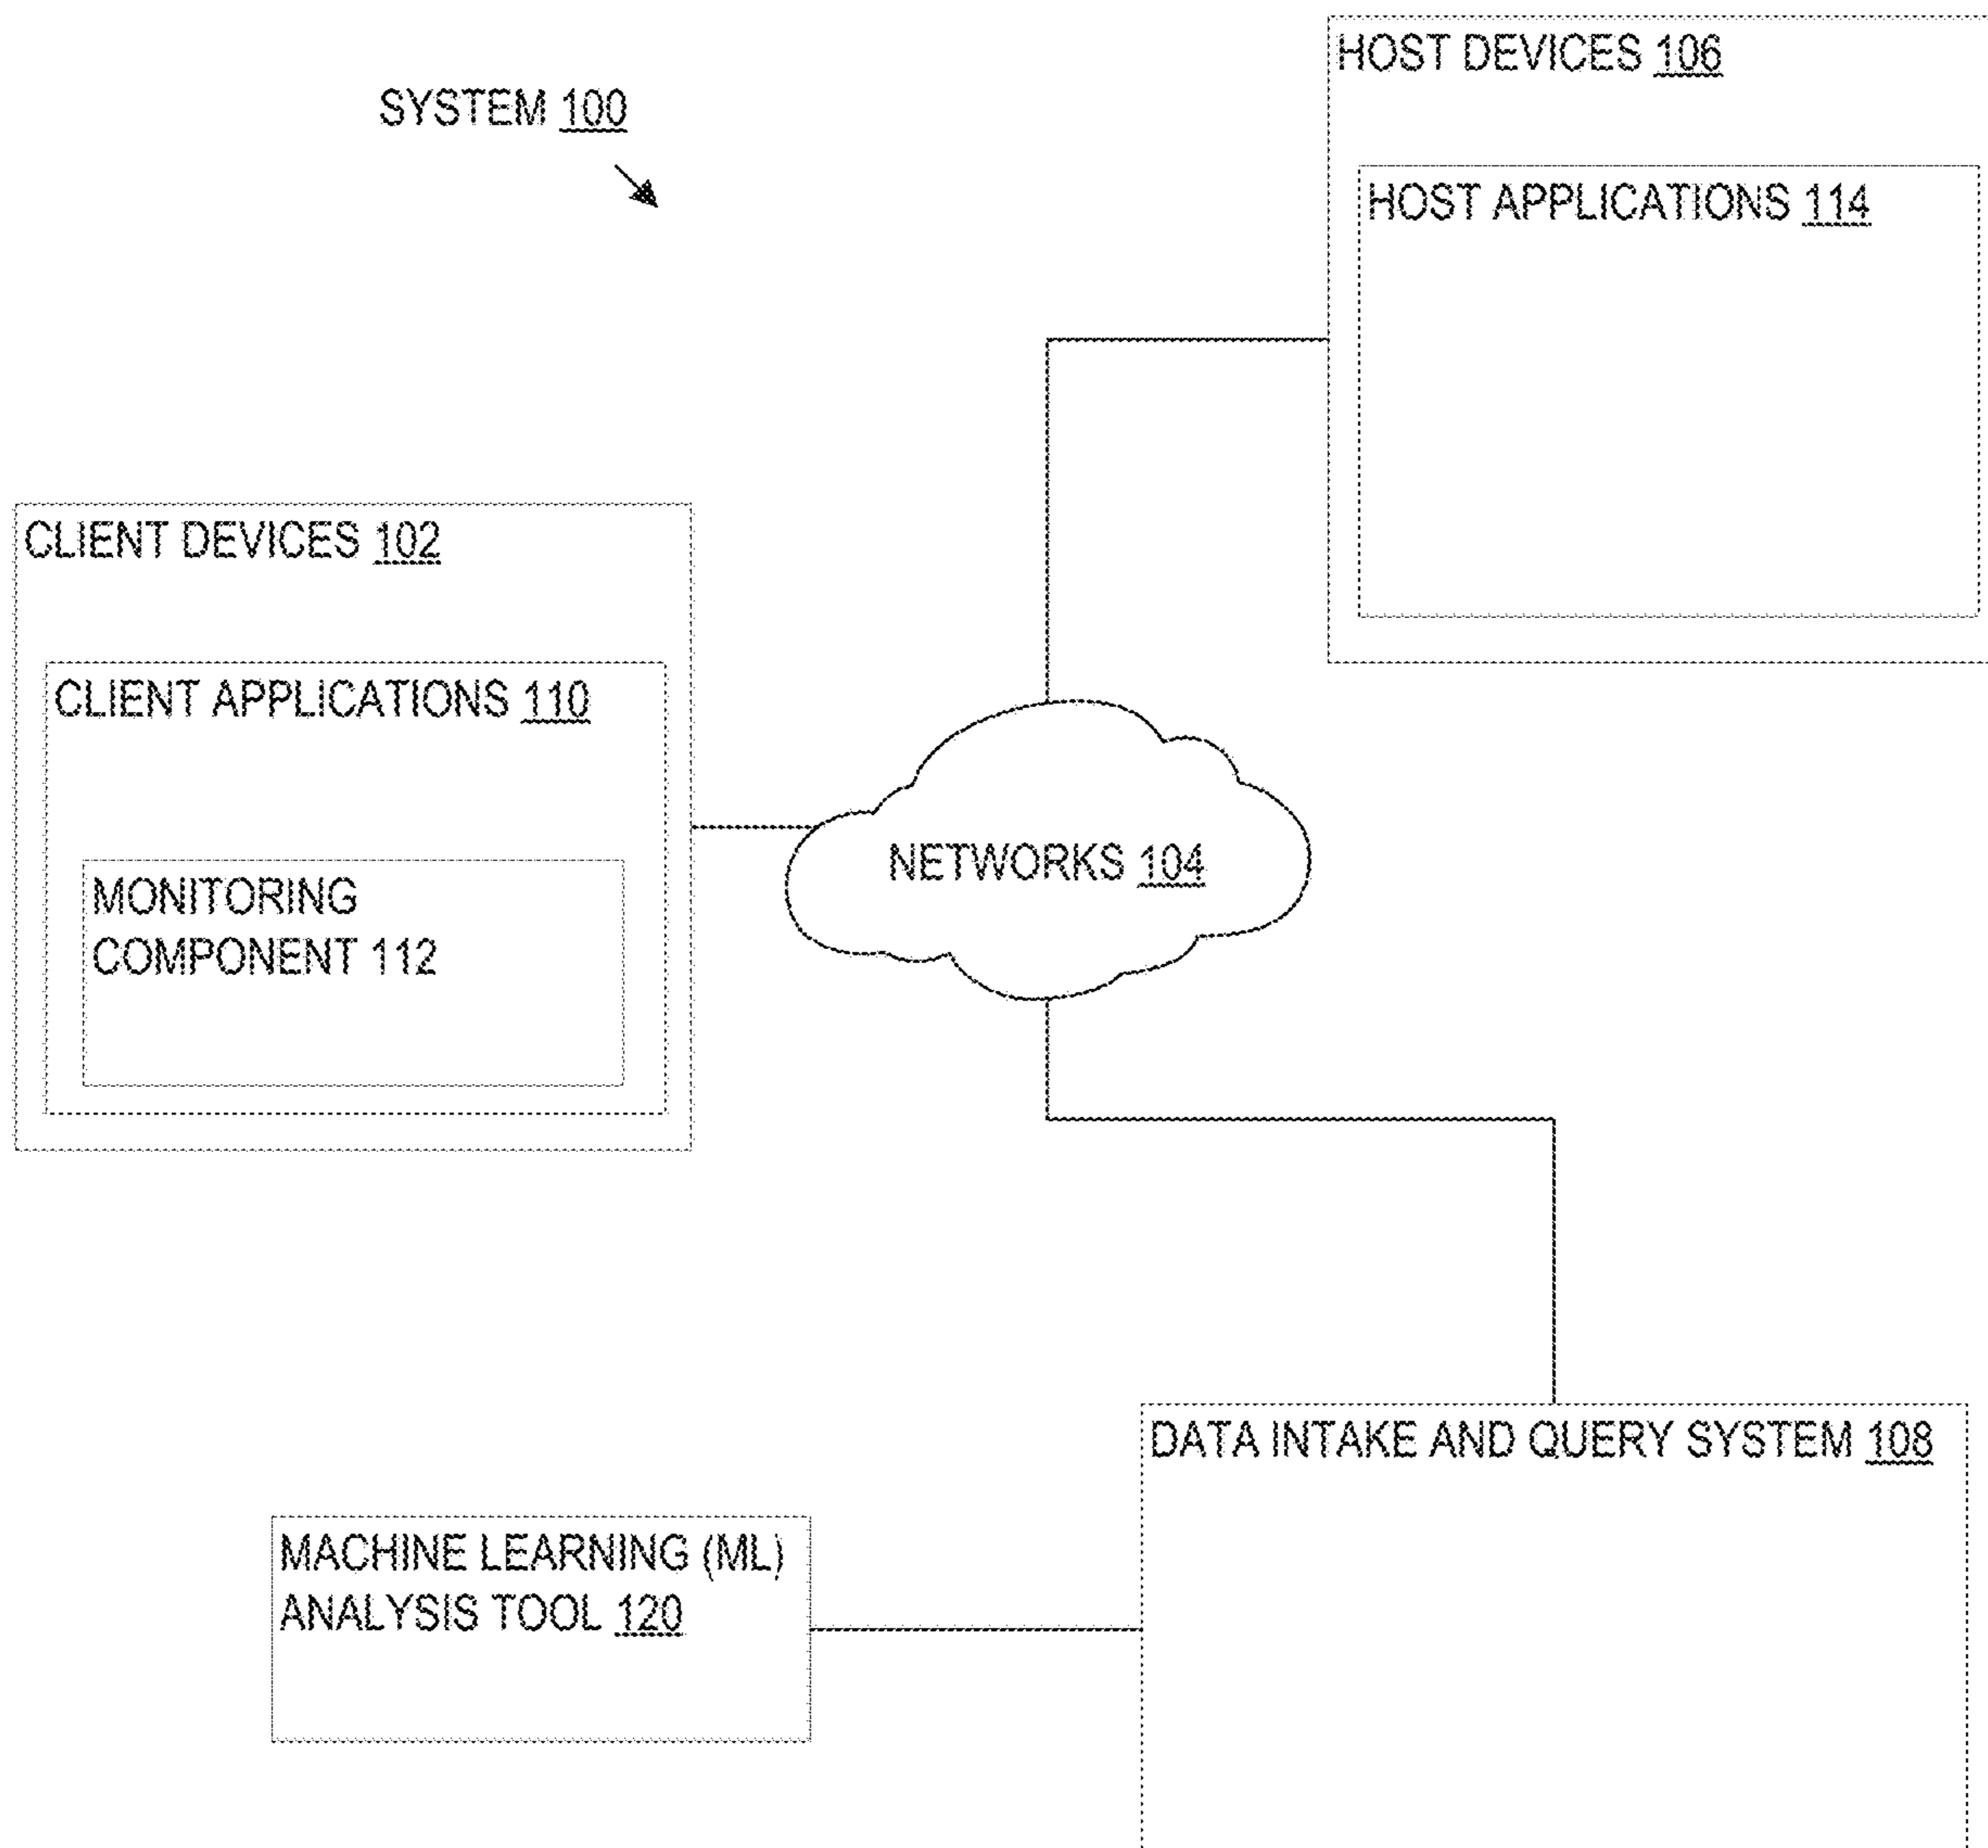 SYSTEM 100
HOST DEVICES 106
HOST APPLICATIONS 114
CLIENT DEVICES 102
CLIENT APPLICATIONS 110
MONITORING
COMPONENT 112
NETWORKS 104
DATA INTAKE AND QUERY SYSTEM 108
MACHINE LEARNING (ML)
ANALYSIS TOOL 120